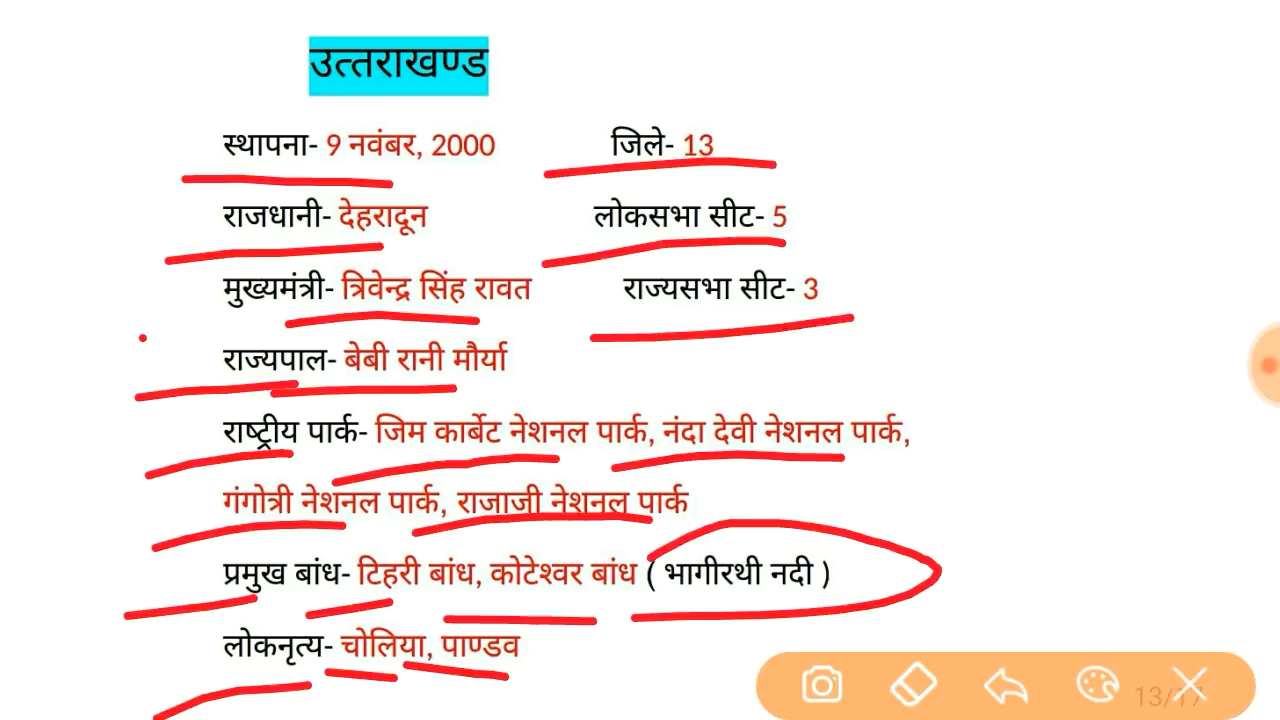 उत्तराखण्ड
स्थापना- 9 नवंबर, 2000 जिले- 13
राजधानी- देहरादून लोकसभा सीट- 5
मुख्यमंत्री- त्रिवेन्द्र सिंह रावत राज्यसभा सीट- 3
राज्यपाल- बेबी रानी मौर्या
राष्ट्रीय पार्क- जिम कार्बेट नेशनल पार्क, नंदा देवी नेशनल पार्क,
गंगोत्री नेशनल पार्क, राजाजी नेशनल पार्क
प्रमुख बांध- टिहरी बांध, कोटेश्वर बांध ( भागीरथी नदी )
लोकनृत्य- चोलिया, पाण्डव
13/17